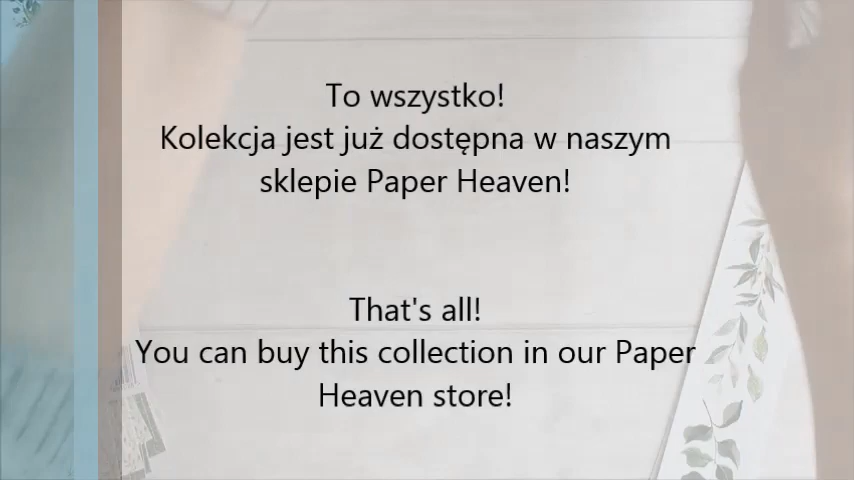 To wszystko!
Kolekcja jest już dostępna w naszym
sklepie Paper Heaven!
That's all!
You can buy this collection in our Paper
Heaven store!